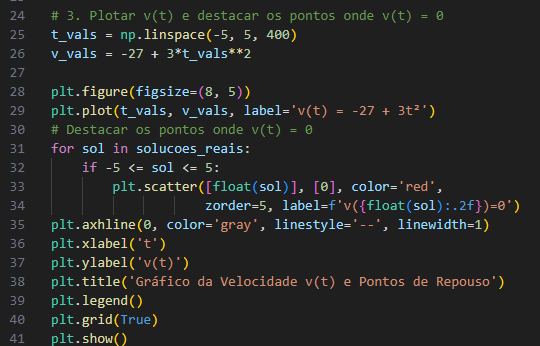 24 # 3. Plotar v(t) e destacar os pontos onde v(t) = 0
25 t_vals = np.linspace(-5, 5, 400)
26 v_vals = -27 + 3*t_vals**2
27
28 plt.figure(figsize=(8, 5))
29 plt.plot(t_vals, v_vals, label='v(t) = -27 + 3t²')
30 # Destacar os pontos onde v(t) = 0
31 for sol in solucoes_reais:
32     if -5 <= sol <= 5:
33         plt.scatter([float(sol)], [0], color='red',
34                     zorder=5, label=f'v({float(sol):.2f})=0')
35 plt.axhline(0, color='gray', linestyle='--', linewidth=1)
36 plt.xlabel('t')
37 plt.ylabel('v(t)')
38 plt.title('Gráfico da Velocidade v(t) e Pontos de Repouso')
39 plt.legend()
40 plt.grid(True)
41 plt.show()